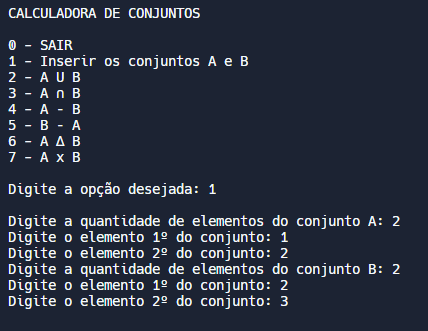 CALCULADORA DE CONJUNTOS
0 - SAIR
1 - Inserir os conjuntos A e B
2 - A U B
3 - A ∩ B
4 - A - B
5 - B - A
6 - A Δ B
7 - A x B
Digite a opção desejada: 1
Digite a quantidade de elementos do conjunto A: 2
Digite o elemento 1º do conjunto: 1
Digite o elemento 2º do conjunto: 2
Digite a quantidade de elementos do conjunto B: 2
Digite o elemento 1º do conjunto: 2
Digite o elemento 2º do conjunto: 3